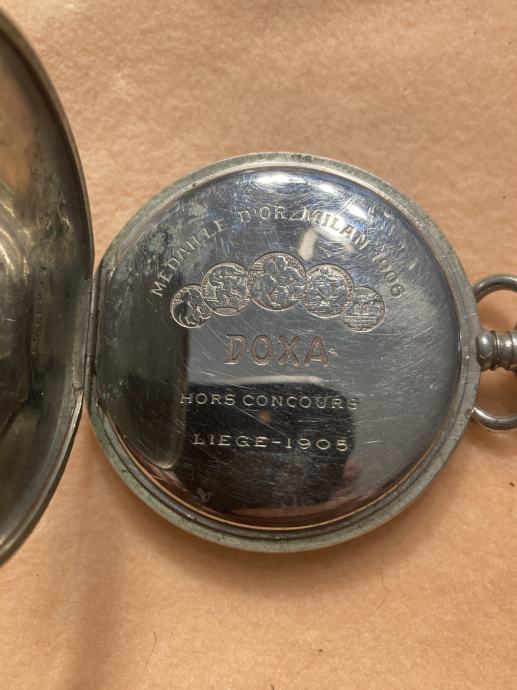 MEDAILLE D'OR. MILAN 1906
DOXA
HORS CONCOURS
LIEGE-1905